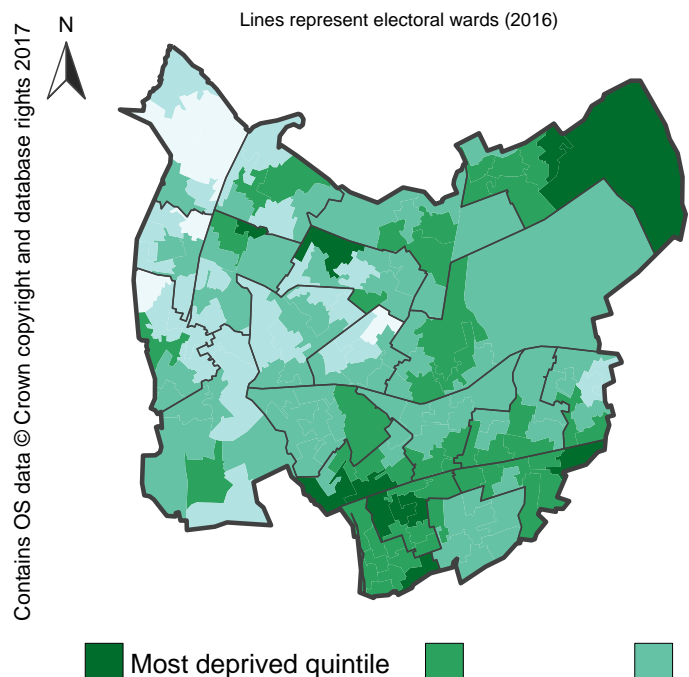 Lines represent electoral wards (2016)
N
Contains OS data © Crown copyright and database rights 2017
Most deprived quintile